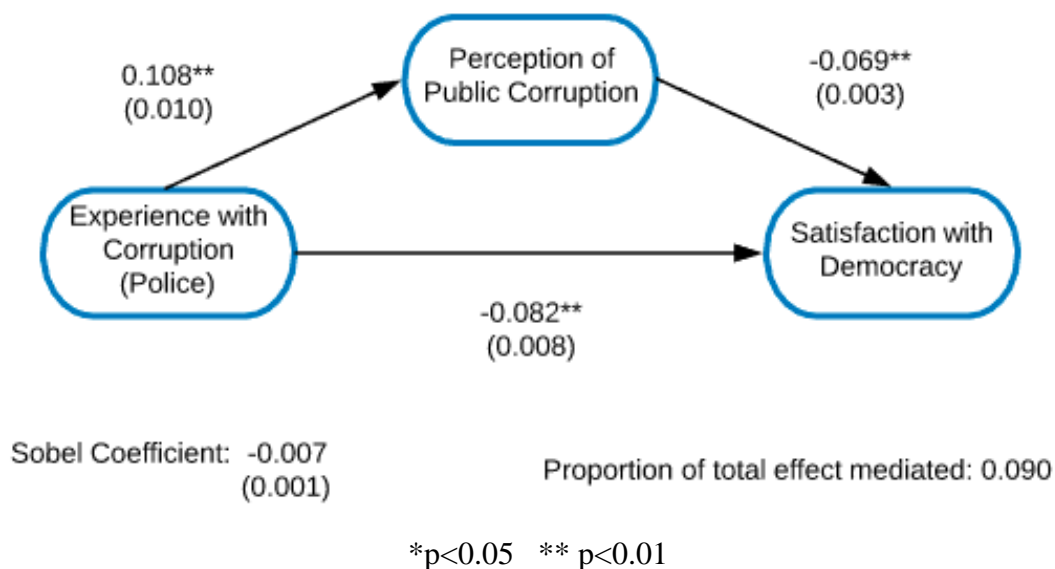 Perception of
Public Corruption
0.108**
(0.010)
-0.069**
(0.003)
Experience with
Corruption
(Police)
Satisfaction with
Democracy
-0.082**
(0.008)
Sobel Coefficient: -0.007
(0.001)
Proportion of total effect mediated: 0.090
*p<0.05 ** p<0.01